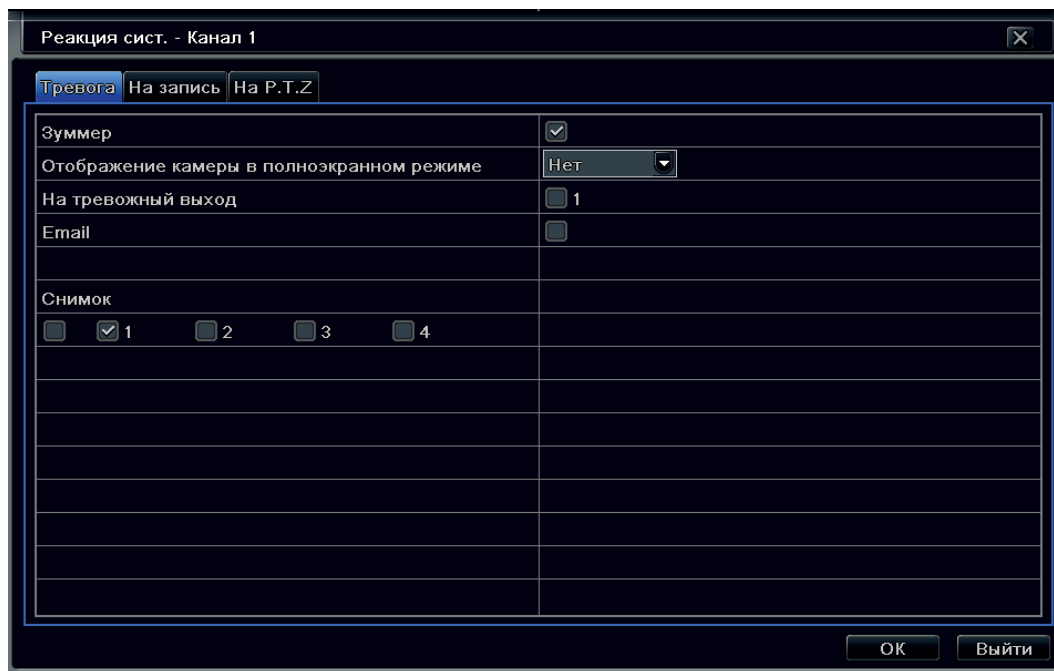 Реакция сист. - Канал 1
Тревога На запись На P.T.Z
Зуммер
Отображение камеры в полноэкранном режиме Нет
На тревожный выход 1
Email
Снимок
1 2 3 4
ОК Выйти